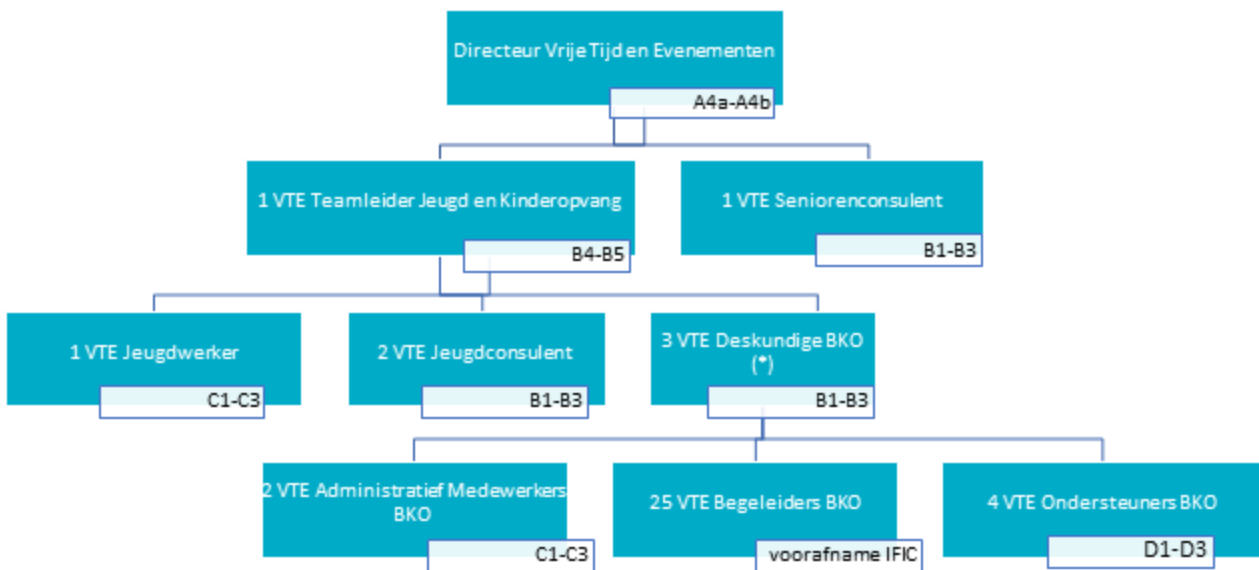 Directeur Vrije Tijd en Evenementen
A4a-A4b
1 VTE Teamleider Jeugd en Kinderopvang
B4-B5
1 VTE Seniorenconsulent
B1-B3
1 VTE Jeugdwerker
C1-C3
2 VTE Jeugdconsulent
B1-B3
3 VTE Deskundige BKO
(*)
B1-B3
2 VTE Administratief Medewerkers
BKO
C1-C3
25 VTE Begeleiders BKO
voorafname IFIC
4 VTE Ondersteuners BKO
D1-D3